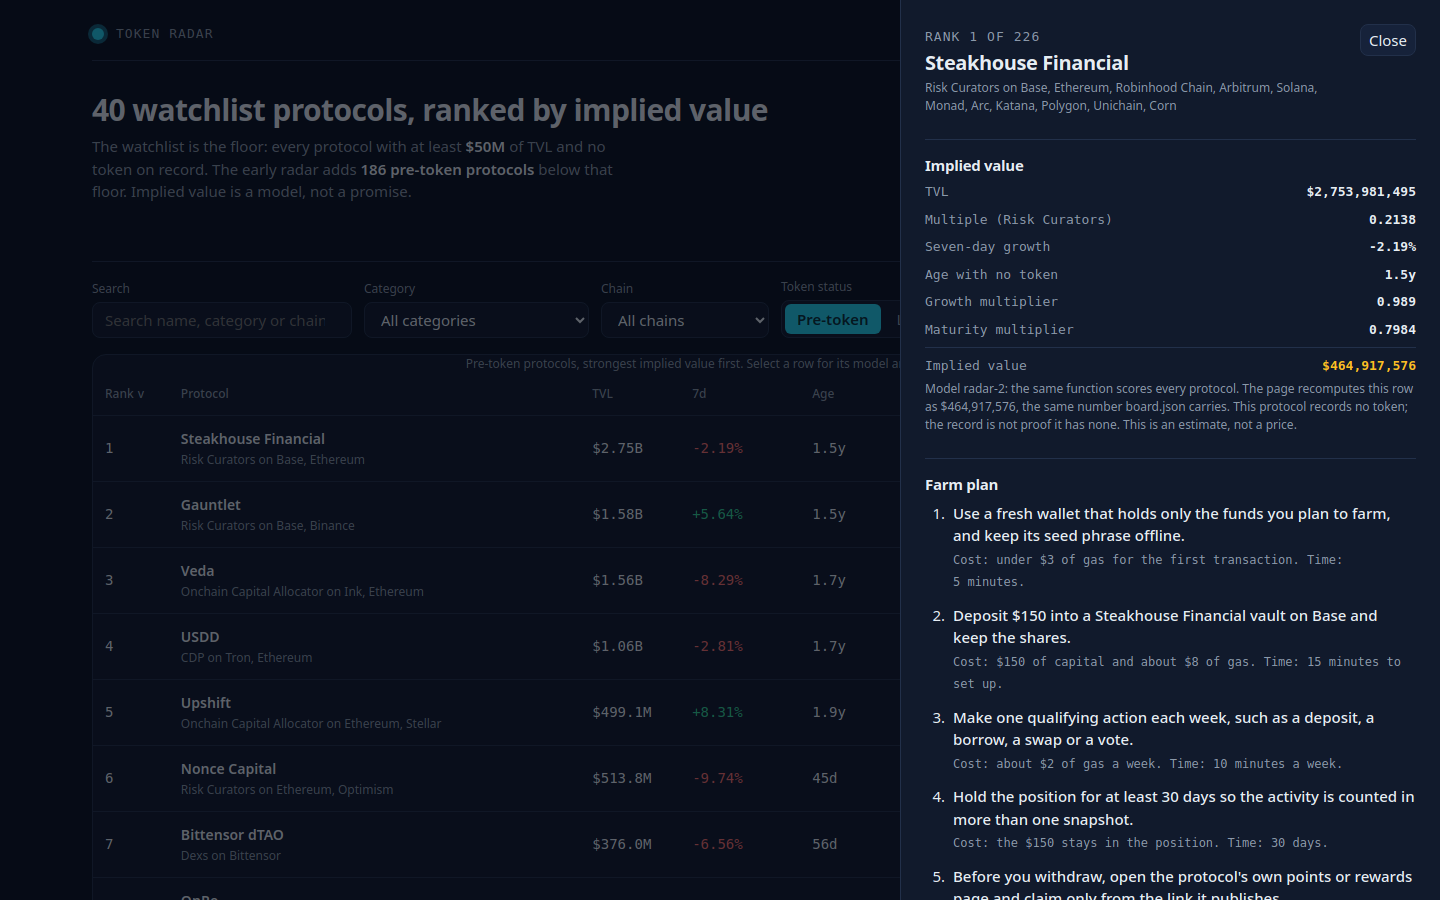 TOKEN RADAR
40 watchlist protocols, ranked by implied value
The watchlist is the floor: every protocol with at least $50M of TVL and no
token on record. The early radar adds 186 pre-token protocols below that
floor. Implied value is a model, not a promise.
Search
Category
Chain
Token status
Search name, category or chain
All categories
All chains
Pre-token
Pre-token protocols, strongest implied value first. Select a row for its model
Rank v
Protocol
TVL
7d
Age
1
Steakhouse Financial
Risk Curators on Base, Ethereum
$2.75B
-2.19%
1.5y
2
Gauntlet
Risk Curators on Base, Binance
$1.58B
+5.64%
1.5y
3
Veda
Onchain Capital Allocator on Ink, Ethereum
$1.56B
-8.29%
1.7y
4
USDD
CDP on Tron, Ethereum
$1.06B
-2.81%
1.7y
5
Upshift
Onchain Capital Allocator on Ethereum, Stellar
$499.1M
+8.31%
1.9y
6
Nonce Capital
Risk Curators on Ethereum, Optimism
$513.8M
-9.74%
45d
7
Bittensor dTAO
Dexs on Bittensor
$376.0M
-6.56%
56d
RANK 1 OF 226
Steakhouse Financial
Risk Curators on Base, Ethereum, Robinhood Chain, Arbitrum, Solana,
Monad, Arc, Katana, Polygon, Unichain, Corn
Close
Implied value
TVL $2,753,981,495
Multiple (Risk Curators) 0.2138
Seven-day growth -2.19%
Age with no token 1.5y
Growth multiplier 0.989
Maturity multiplier 0.7984
Implied value $464,917,576
Model radar-2: the same function scores every protocol. The page recomputes this row
as $464,917,576, the same number board.json carries. This protocol records no token;
the record is not proof it has none. This is an estimate, not a price.
Farm plan
1. Use a fresh wallet that holds only the funds you plan to farm,
and keep its seed phrase offline.
Cost: under $3 of gas for the first transaction. Time:
5 minutes.
2. Deposit $150 into a Steakhouse Financial vault on Base and
keep the shares.
Cost: $150 of capital and about $8 of gas. Time: 15 minutes to
set up.
3. Make one qualifying action each week, such as a deposit, a
borrow, a swap or a vote.
Cost: about $2 of gas a week. Time: 10 minutes a week.
4. Hold the position for at least 30 days so the activity is counted in
more than one snapshot.
Cost: the $150 stays in the position. Time: 30 days.
5. Before you withdraw, open the protocol's own points or rewards
page and claim only from the link it publishes.